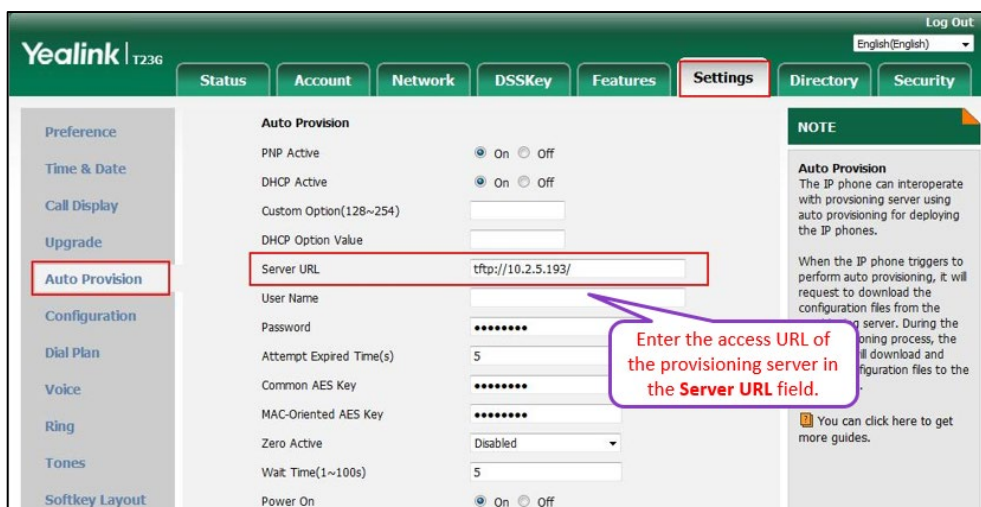 Log Out
Yealink T23G
English(English)
Status Account Network DSSKey Features Settings Directory Security
Preference
Time & Date
Call Display
Upgrade
Auto Provision
Configuration
Dial Plan
Voice
Ring
Tones
Softkey Layout
Auto Provision
PNP Active On Off
DHCP Active On Off
Custom Option(128~254)
DHCP Option Value
Server URL tftp://10.2.5.193/
User Name
Password ••••••••
Attempt Expired Time(s) 5
Common AES Key ••••••••
MAC-Oriented AES Key ••••••••
Zero Active Disabled
Wait Time(1~100s) 5
Power On On Off
Enter the access URL of
the provisioning server in
the Server URL field.
NOTE
Auto Provision
The IP phone can interoperate
with provisioning server using
auto provisioning for deploying
the IP phones.
When the IP phone triggers to
perform auto provisioning, it will
request to download the
configuration files from the
server. During the
process, the
download and
files to the
You can click here to get
more guides.